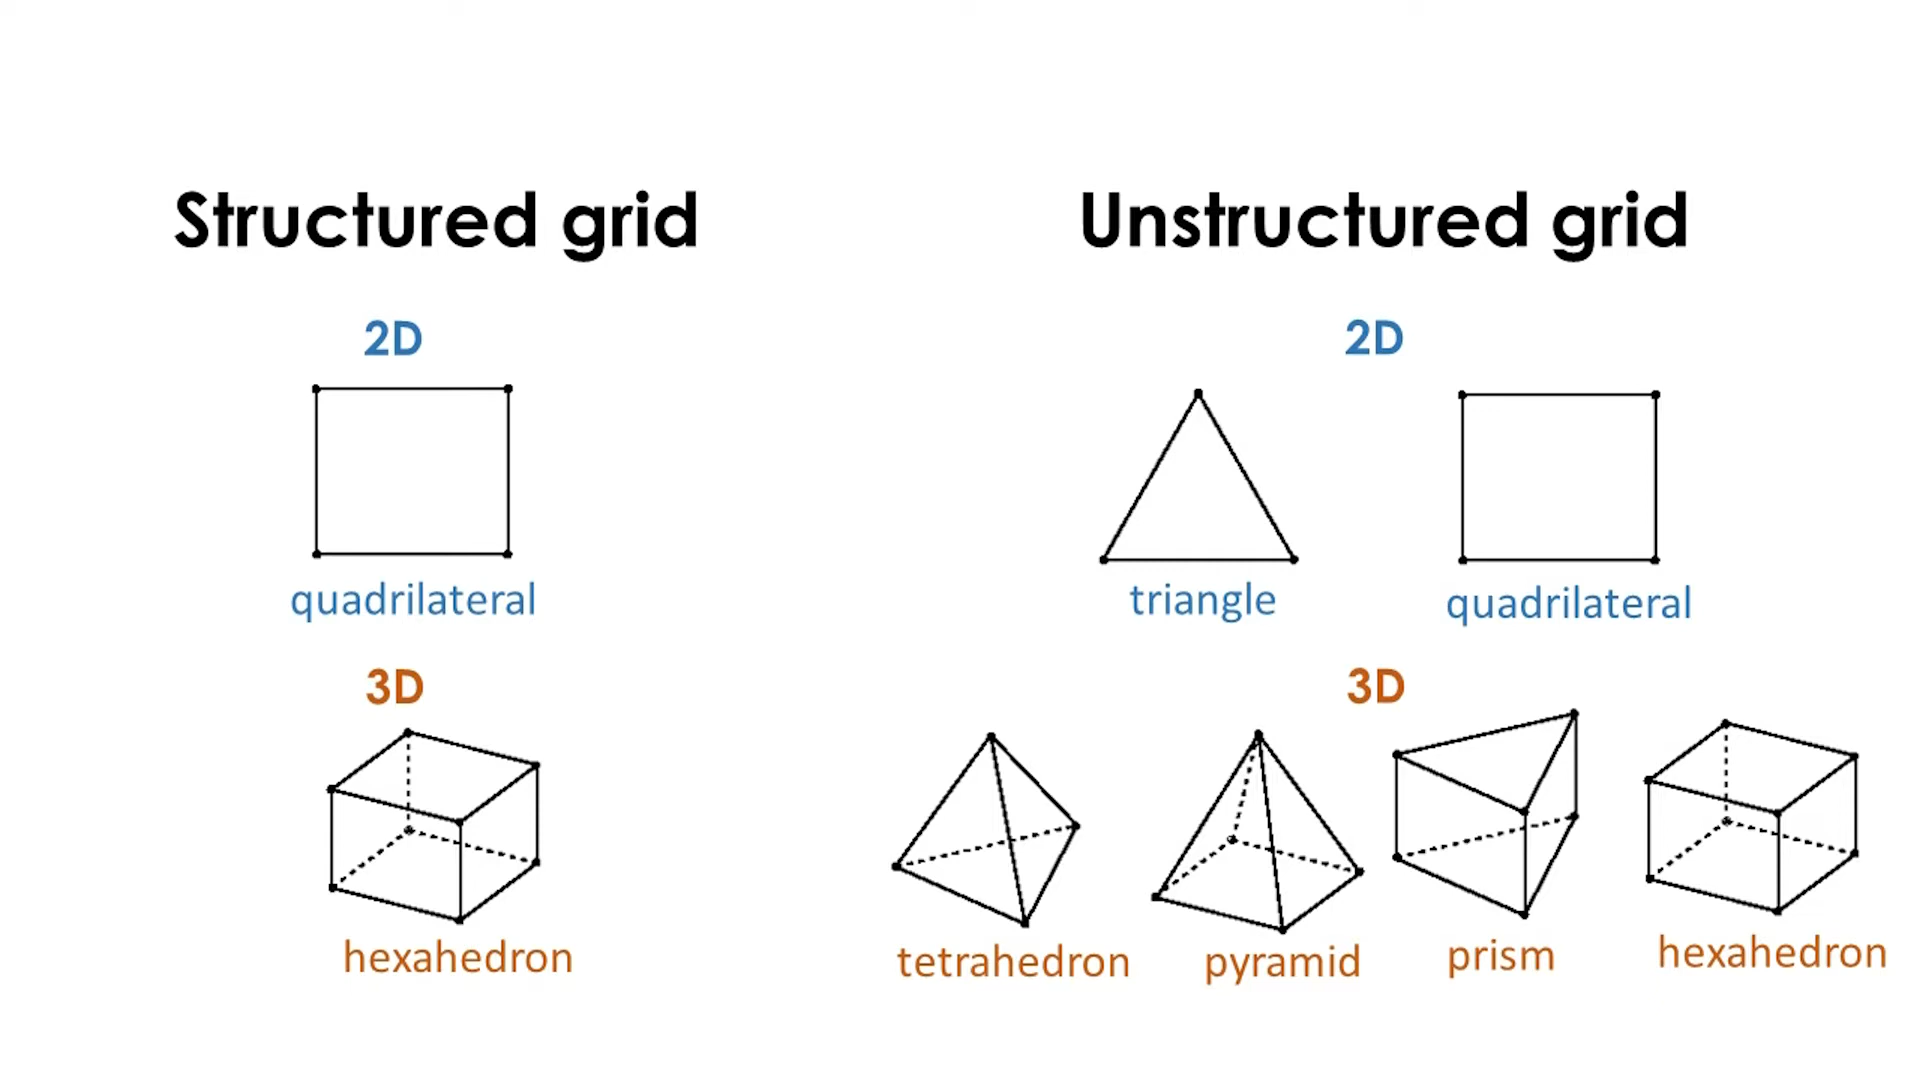 Structured grid
2D
quadrilateral
3D
hexahedron
Unstructured grid
2D
triangle
quadrilateral
3D
tetrahedron
pyramid
prism
hexahedron